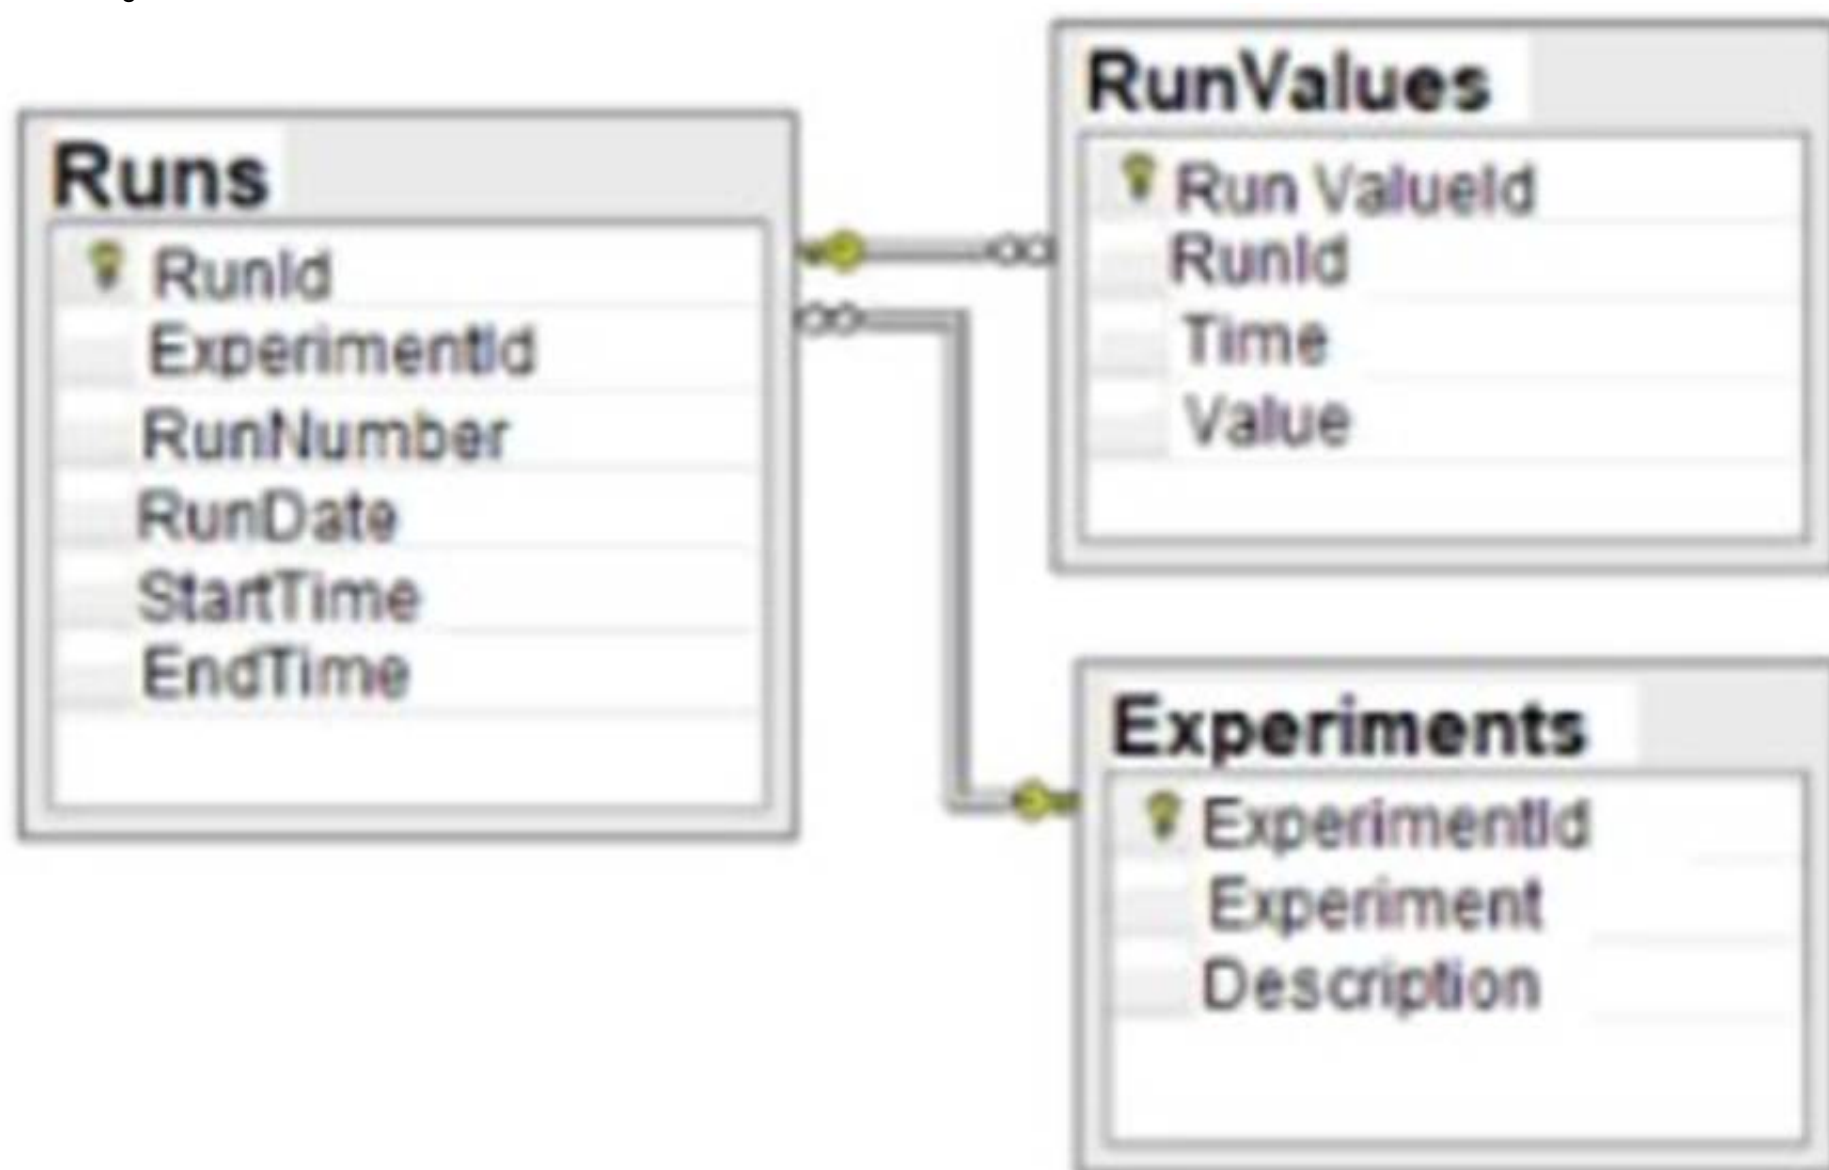 Runs
RunId
ExperimentId
RunNumber
RunDate
StartTime
EndTime
RunValues
Run ValueId
RunId
Time
Value
Experiments
ExperimentId
Experiment
Description